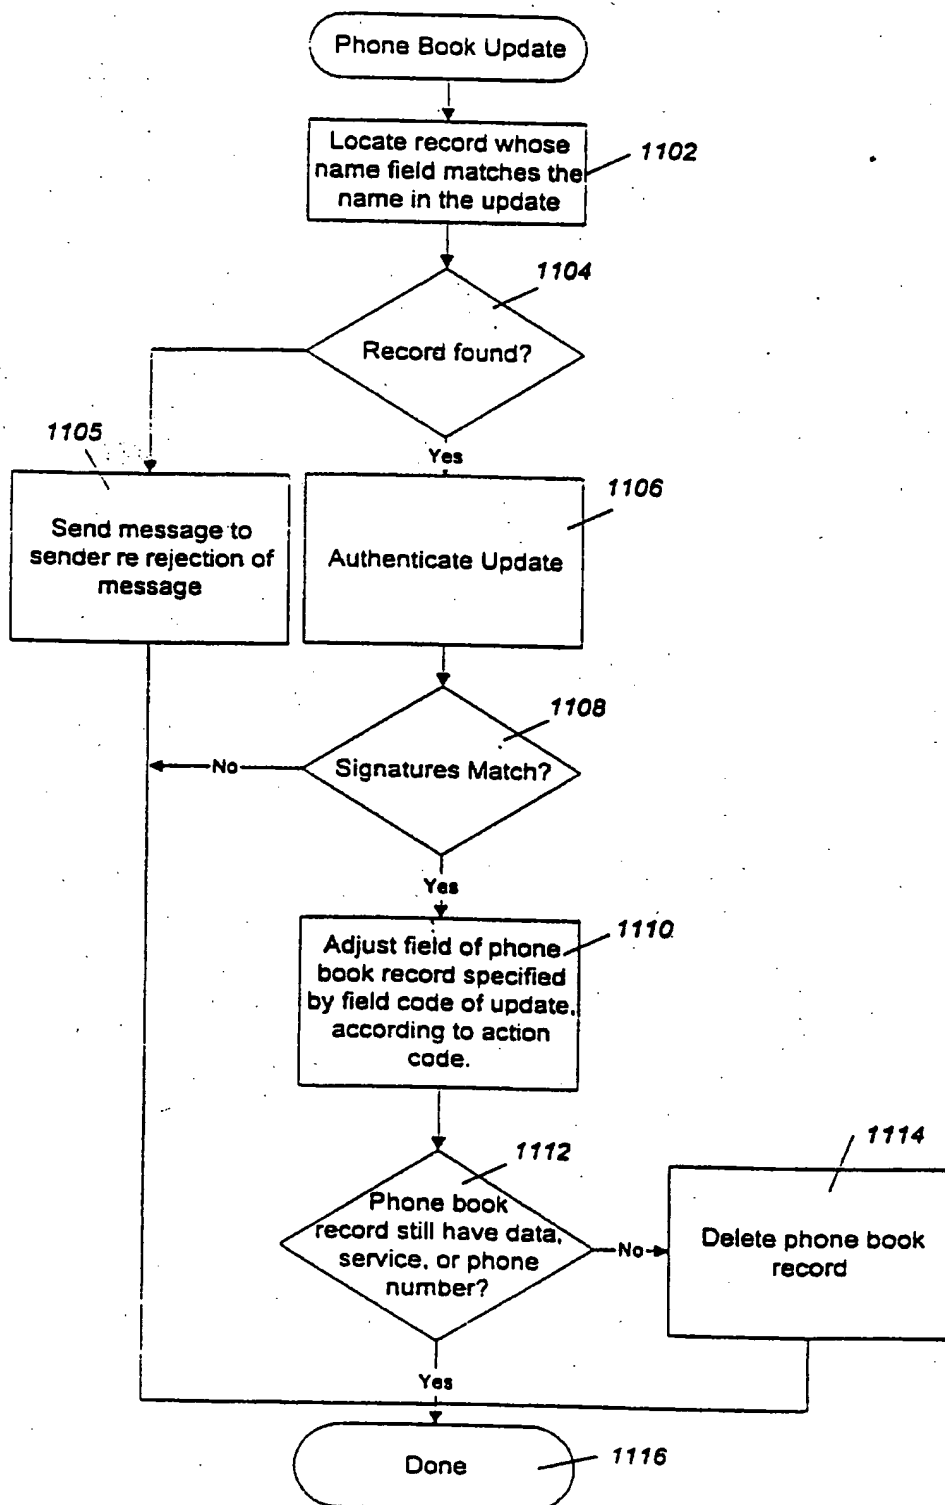 Phone Book Update
Locate record whose
name field matches the
name in the update
1102
1104
Record found?
1105
Yes
1106
Send message to
sender re rejection of
message
Authenticate Update
1108
No
Signatures Match?
Yes
1110
Adjust field of phone
book record specified
by field code of update,
according to action
code.
1112
1114
Phone book
record still have data,
service, or phone
number?
No
Delete phone book
record
Yes
Done
1116